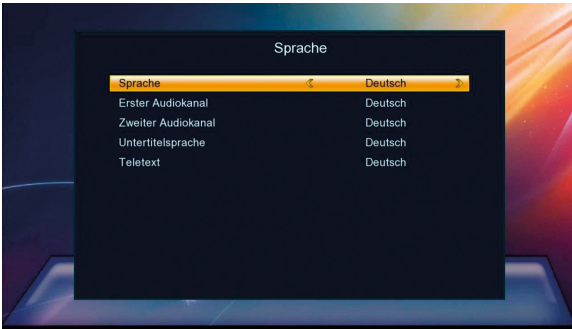 Sprache
Sprache Deutsch
Erster Audiokanal Deutsch
Zweiter Audiokanal Deutsch
Untertitelsprache Deutsch
Teletext Deutsch